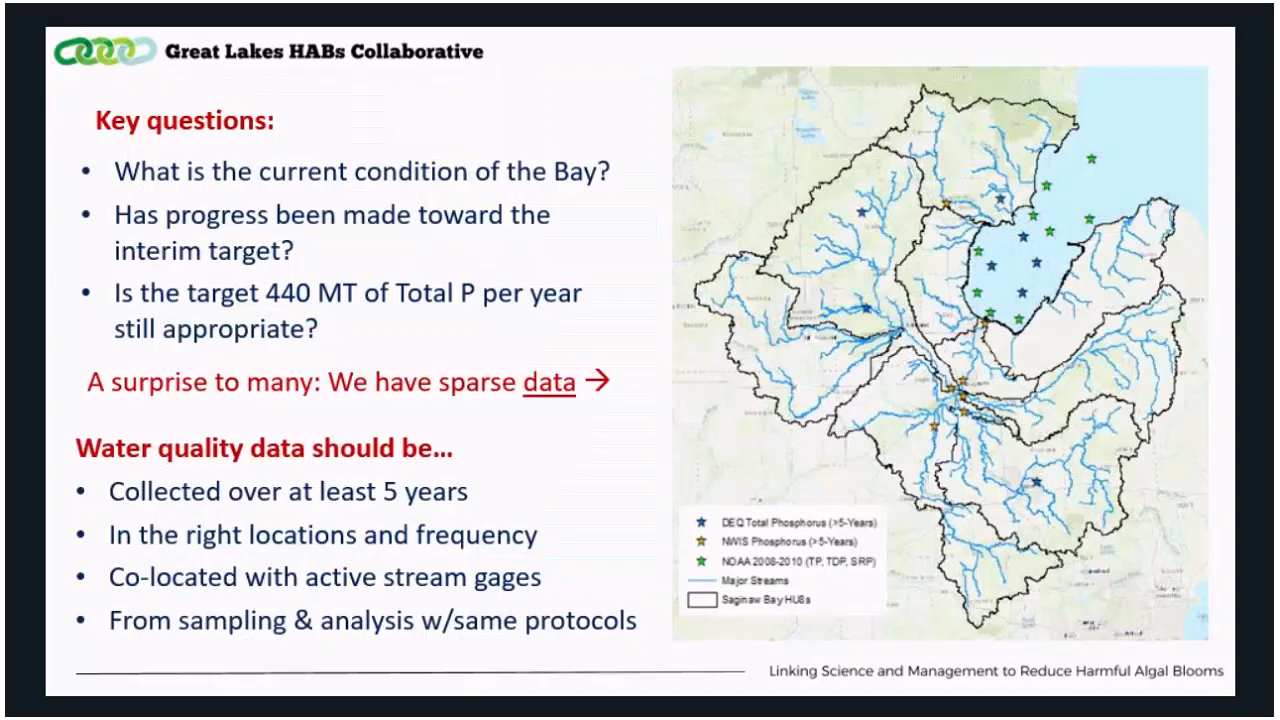 Great Lakes HABs Collaborative
Key questions:
• What is the current condition of the Bay?
• Has progress been made toward the
interim target?
• Is the target 440 MT of Total P per year
still appropriate?
A surprise to many: We have sparse data →
Water quality data should be...
• Collected over at least 5 years
• In the right locations and frequency
• Co-located with active stream gages
• From sampling & analysis w/same protocols
DEQ Total Phosphorus (>5-Years)
NWIS Phosphorus (>5-Years)
NOAA 2008-2010 (TP, TDP, SRP)
Major Streams
Saginaw Bay HU8s
Linking Science and Management to Reduce Harmful Algal Blooms